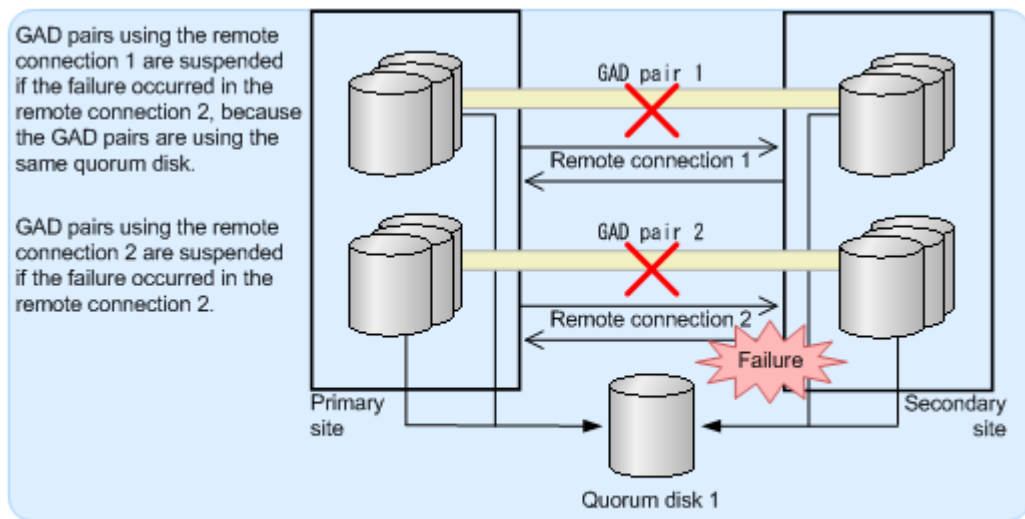 GAD pairs using the remote
connection 1 are suspended
if the failure occurred in the
remote connection 2, because
the GAD pairs are using the
same quorum disk.
GAD pairs using the remote
connection 2 are suspended
if the failure occurred in the
remote connection 2.
GAD pair 1
Remote connection 1
GAD pair 2
Remote connection 2
Failure
Primary
site
Secondary
site
Quorum disk 1